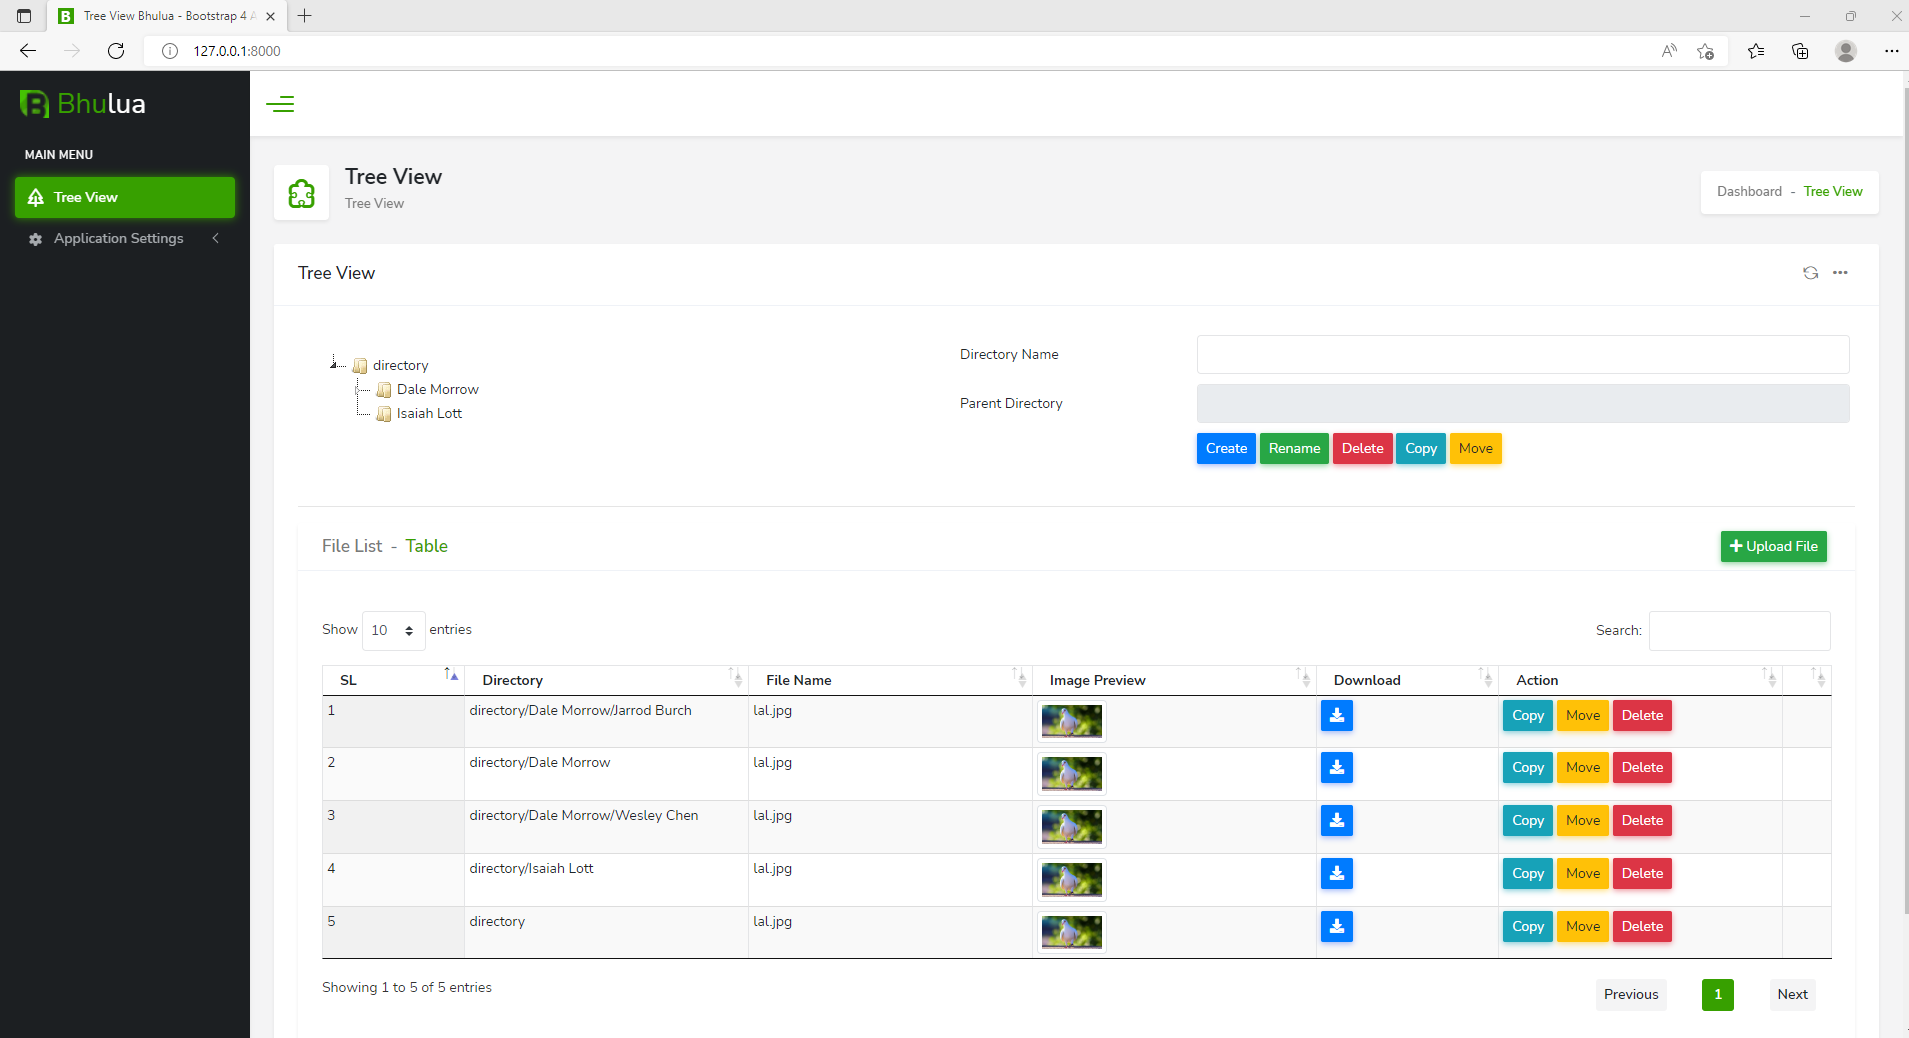 Tree View Bhulua - Bootstrap 4 A
127.0.0.1:8000
Bhulua
MAIN MENU
Tree View
Application Settings
Tree View
Tree View
Dashboard - Tree View
Tree View
directory
Dale Morrow
Isaiah Lott
Directory Name
Parent Directory
Create Rename Delete Copy Move
File List - Table
Upload File
Show 10 entries
Search:
SL Directory File Name Image Preview Download Action
1 directory/Dale Morrow/Jarrod Burch lal.jpg Copy Move Delete
2 directory/Dale Morrow lal.jpg Copy Move Delete
3 directory/Dale Morrow/Wesley Chen lal.jpg Copy Move Delete
4 directory/Isaiah Lott lal.jpg Copy Move Delete
5 directory lal.jpg Copy Move Delete
Showing 1 to 5 of 5 entries
Previous 1 Next